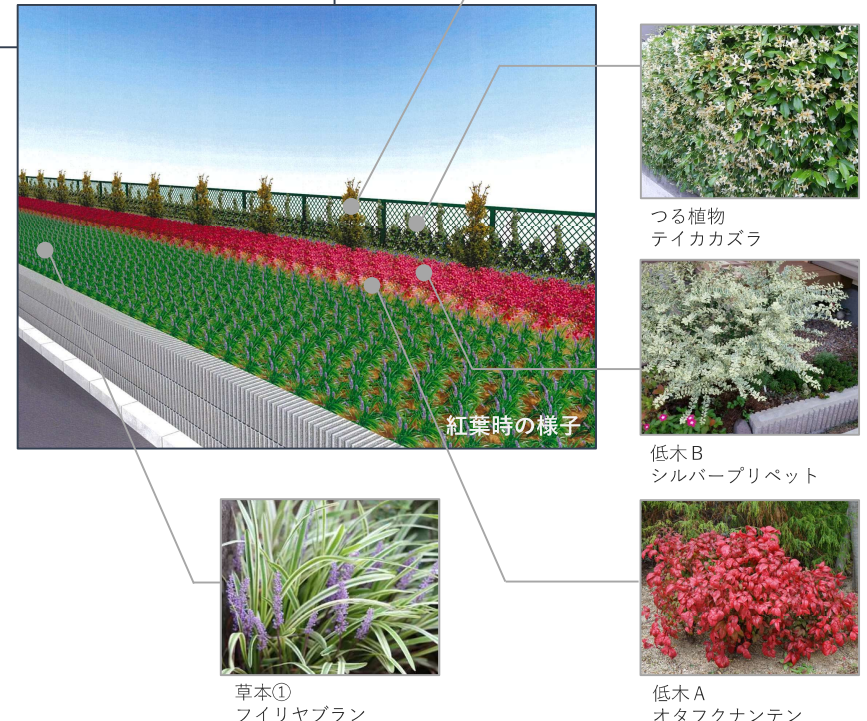 つる植物
テイカカズラ
低木B
シルバープリペット
紅葉時の様子
草本①
フイリヤブラン
低木A
オタフクナンテン